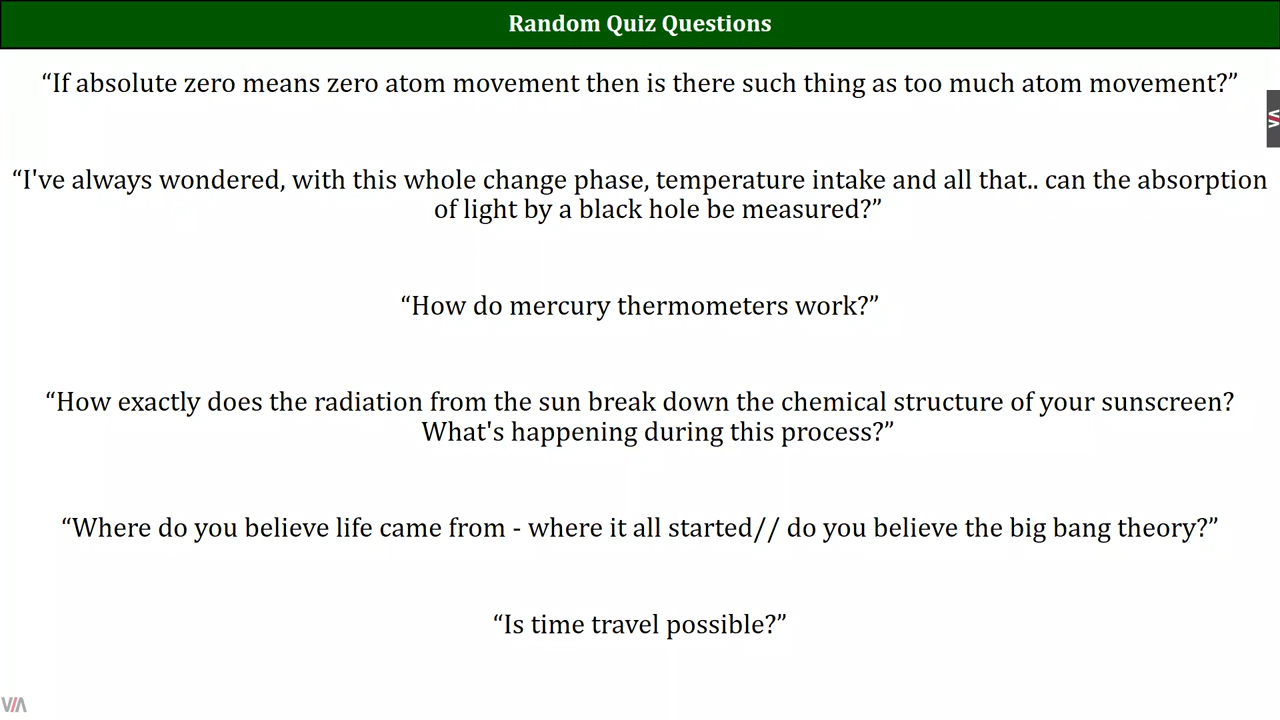 Random Quiz Questions
“If absolute zero means zero atom movement then is there such thing as too much atom movement?”
“I've always wondered, with this whole change phase, temperature intake and all that.. can the absorption
of light by a black hole be measured?”
“How do mercury thermometers work?”
“How exactly does the radiation from the sun break down the chemical structure of your sunscreen?
What's happening during this process?”
“Where do you believe life came from - where it all started// do you believe the big bang theory?”
“Is time travel possible?”
VIA